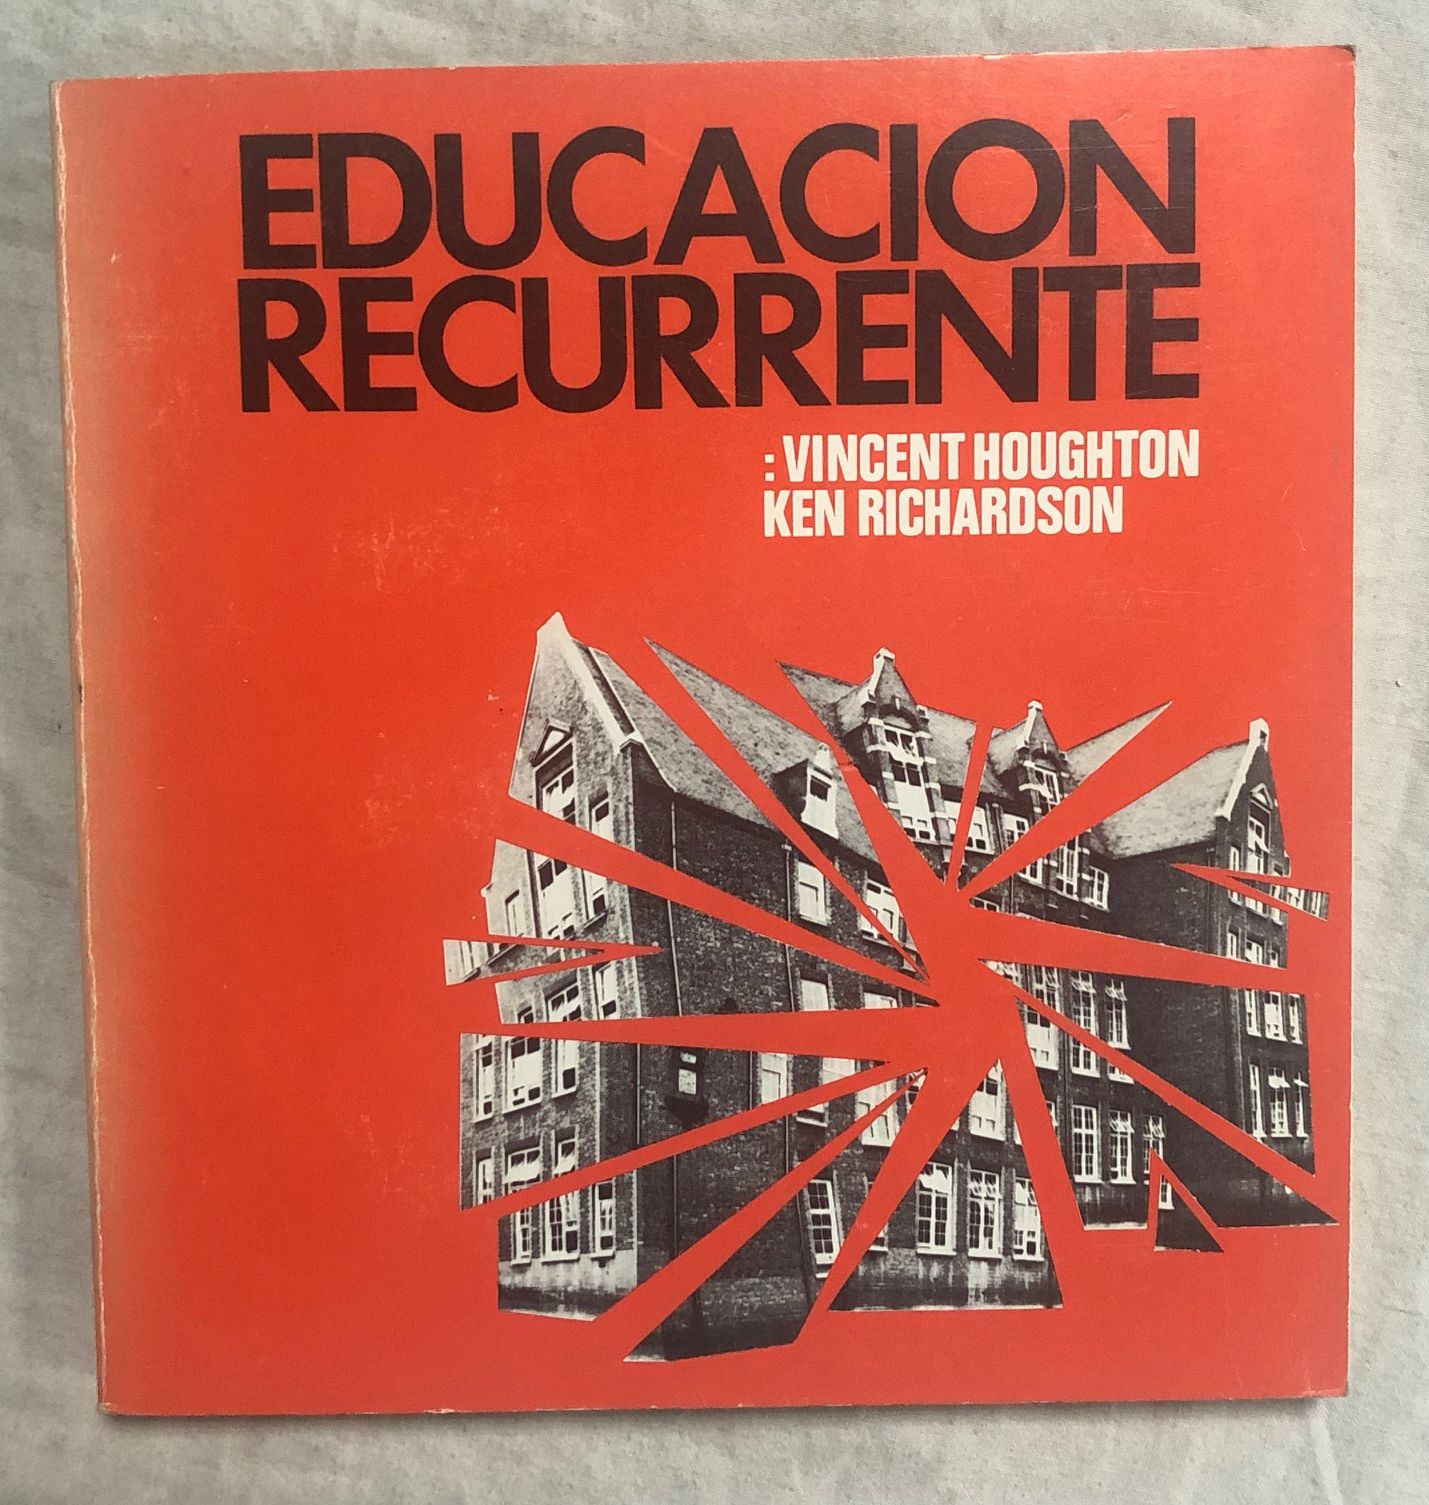 EDUCACION
RECURRENTE
: VINCENT HOUGHTON
KEN RICHARDSON